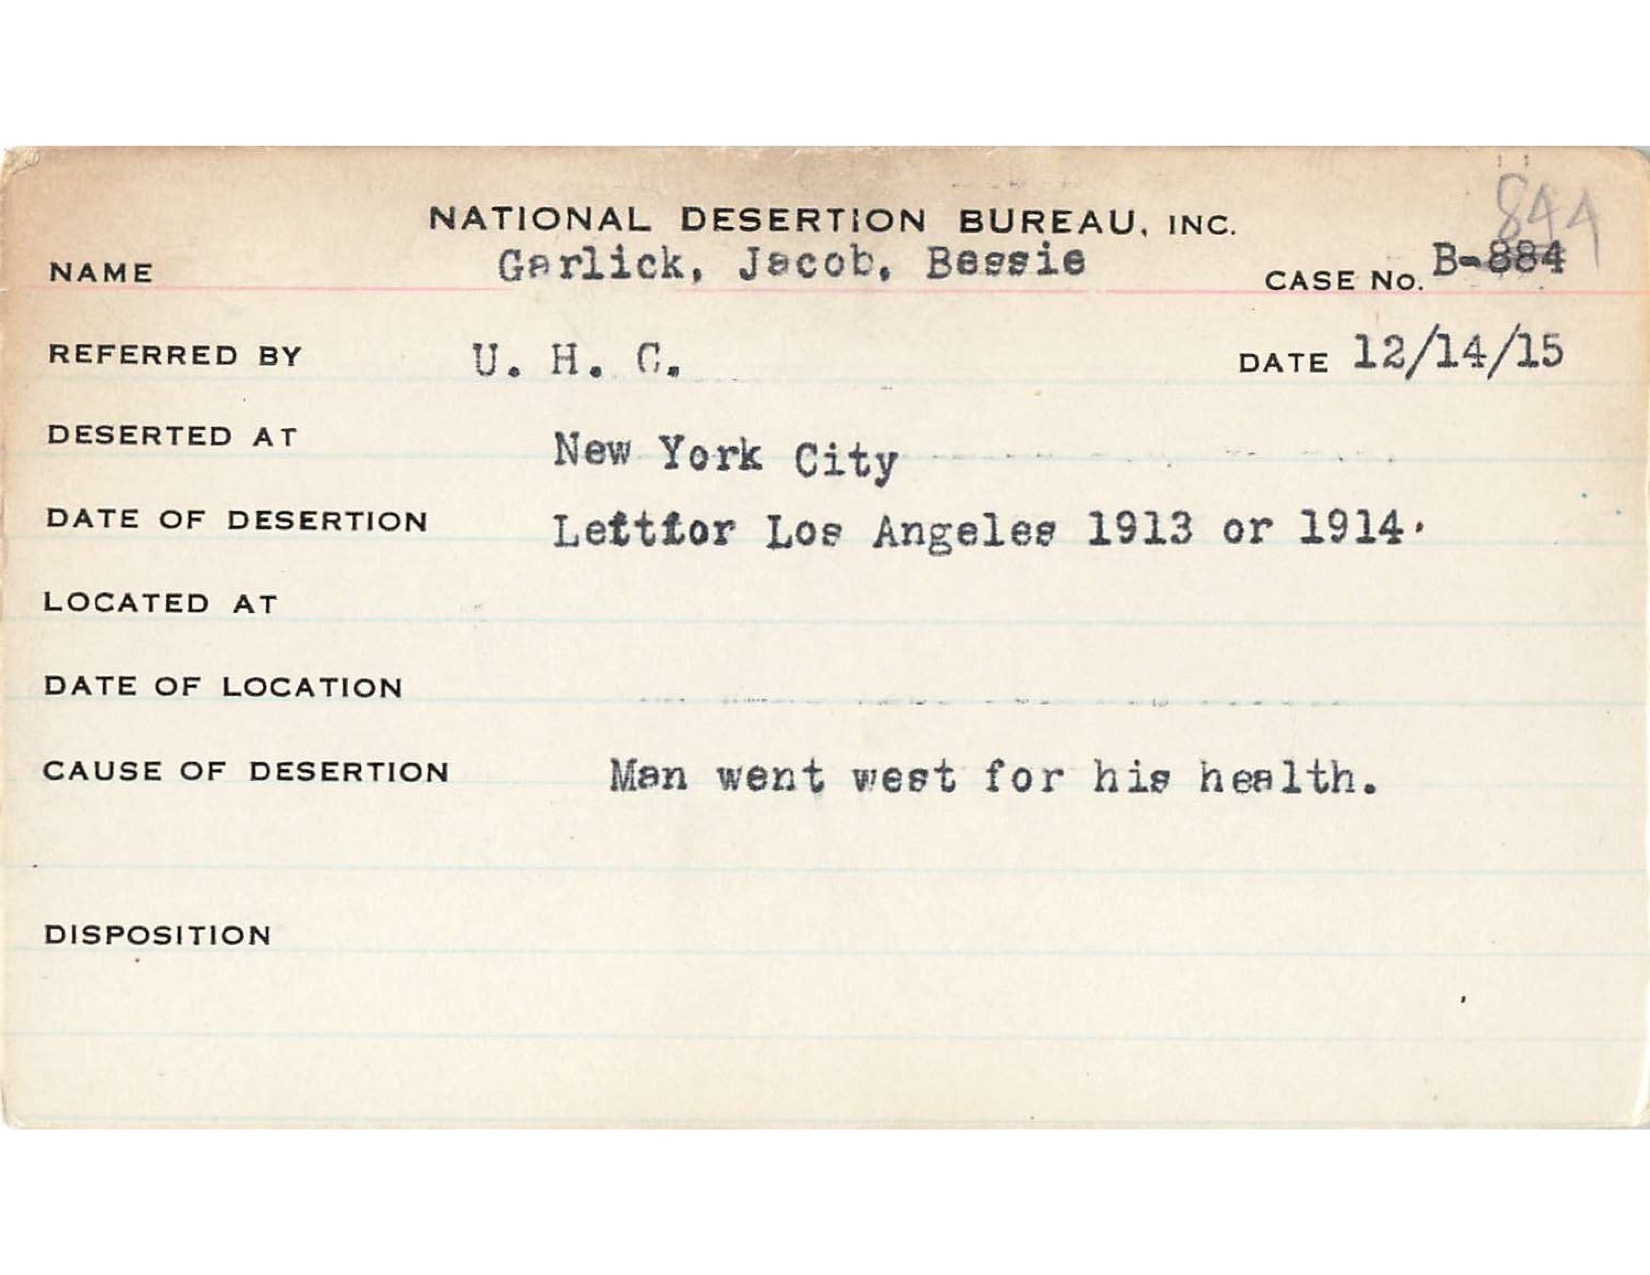 844
NATIONAL DESERTION BUREAU, INC.
NAME Garlick, Jacob, Bessie CASE No. B-884
REFERRED BY U. H. C. DATE 12/14/15
DESERTED AT New York City
DATE OF DESERTION Leftfor Los Angeles 1913 or 1914.
LOCATED AT
DATE OF LOCATION
CAUSE OF DESERTION Man went west for his health.
DISPOSITION